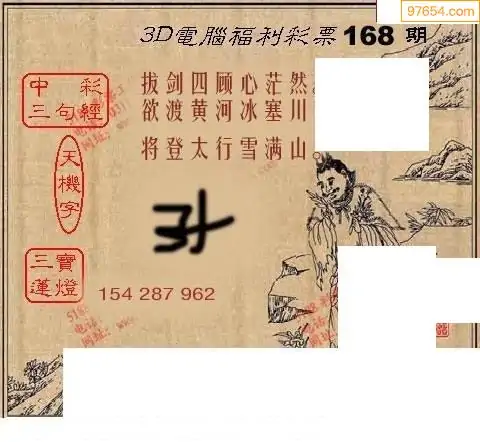 97654.com
3D電腦福利彩票168期
中彩
三句經
拔剑四顾心茫然
欲渡黄河冰塞川
将登太行雪满山
天機字
三寶
蓮燈
154 287 962